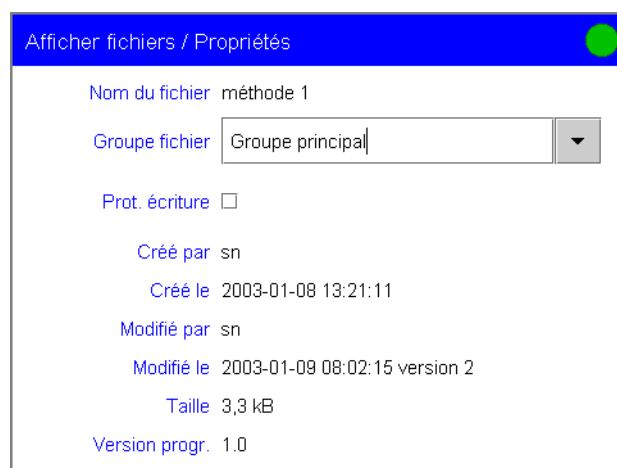 Afficher fichiers / Propriétés
Nom du fichier méthode 1
Groupe fichier Groupe principal
Prot. écriture
Créé par sn
Créé le 2003-01-08 13:21:11
Modifié par sn
Modifié le 2003-01-09 08:02:15 version 2
Taille 3,3 kB
Version progr. 1.0